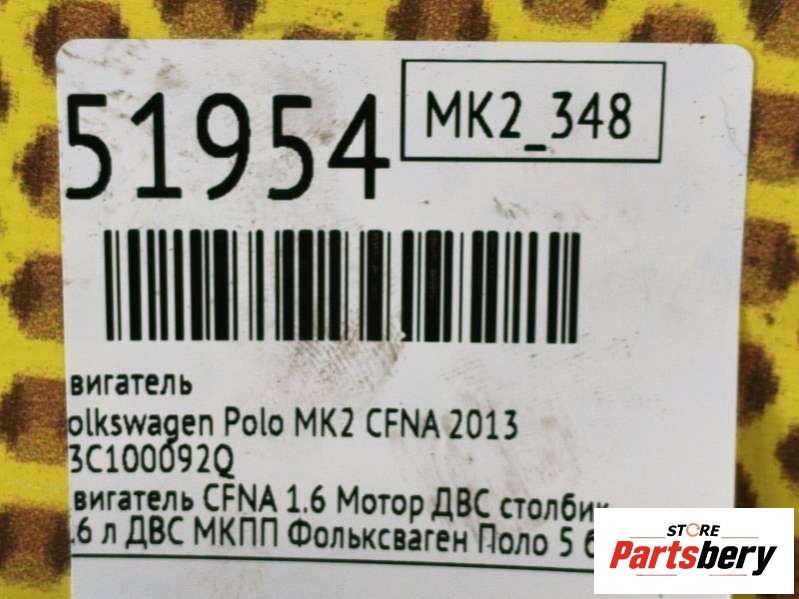 51954
MK2_348
вигатель
olkswagen Polo MK2 CFNA 2013
3C100092Q
вигатель CFNA 1.6 Мотор ДВС столбик
.6 л ДВС МКПП Фольксваген Поло 5 б
STORE
Partsbery